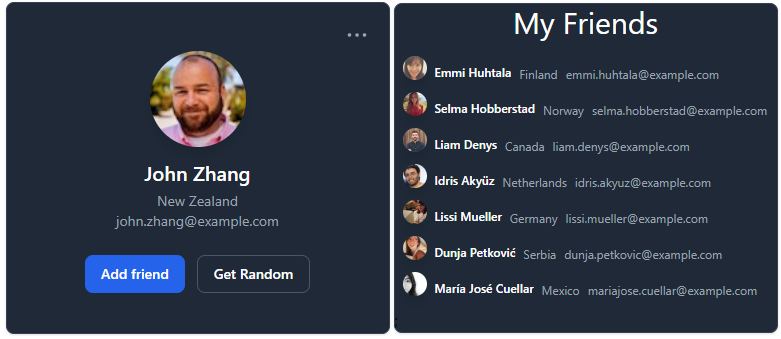 John Zhang
New Zealand
john.zhang@example.com
Add friend Get Random
My Friends
Emmi Huhtala Finland emmi.huhtala@example.com
Selma Hobberstad Norway selma.hobberstad@example.com
Liam Denys Canada liam.denys@example.com
Idris Akyüz Netherlands idris.akyuz@example.com
Lissi Mueller Germany lissi.mueller@example.com
Dunja Petković Serbia dunja.petkovic@example.com
María José Cuellar Mexico mariajose.cuellar@example.com